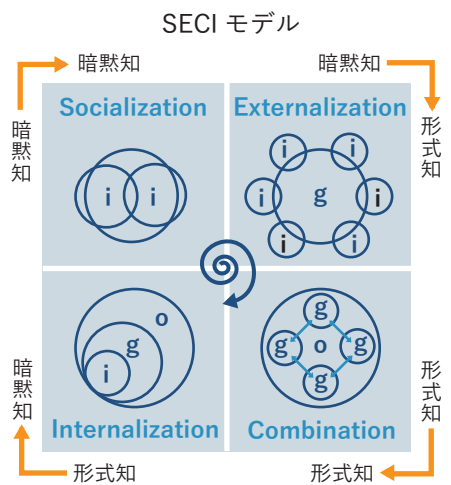 SECI モデル
暗黙知
暗黙知
暗黙知
形式知
Socialization
i
i
Externalization
i
i
i
g
i
i
i
o
g
i
Internalization
g
g
o
g
g
Combination
暗黙知
形式知
形式知
形式知